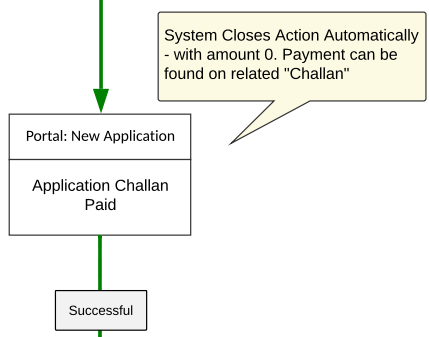 System Closes Action Automatically
- with amount 0. Payment can be
found on related "Challan"
Portal: New Application
Application Challan
Paid
Successful